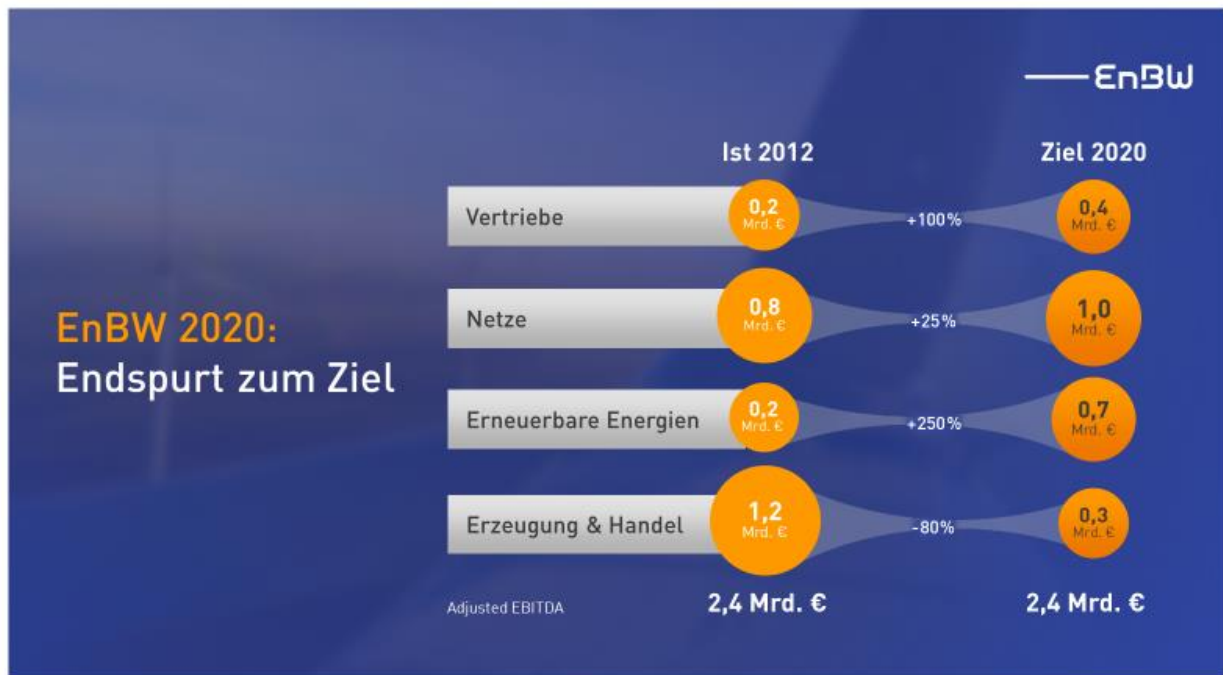 EnBW
Ist 2012
Ziel 2020
Vertriebe
0,2
Mrd. €
+100%
0,4
Mrd. €
Netze
0,8
Mrd. €
+25%
1,0
Mrd. €
EnBW 2020:
Endspurt zum Ziel
Erneuerbare Energien
0,2
Mrd. €
+250%
0,7
Mrd. €
Erzeugung & Handel
1,2
Mrd. €
-80%
0,3
Mrd. €
Adjusted EBITDA
2,4 Mrd. €
2,4 Mrd. €